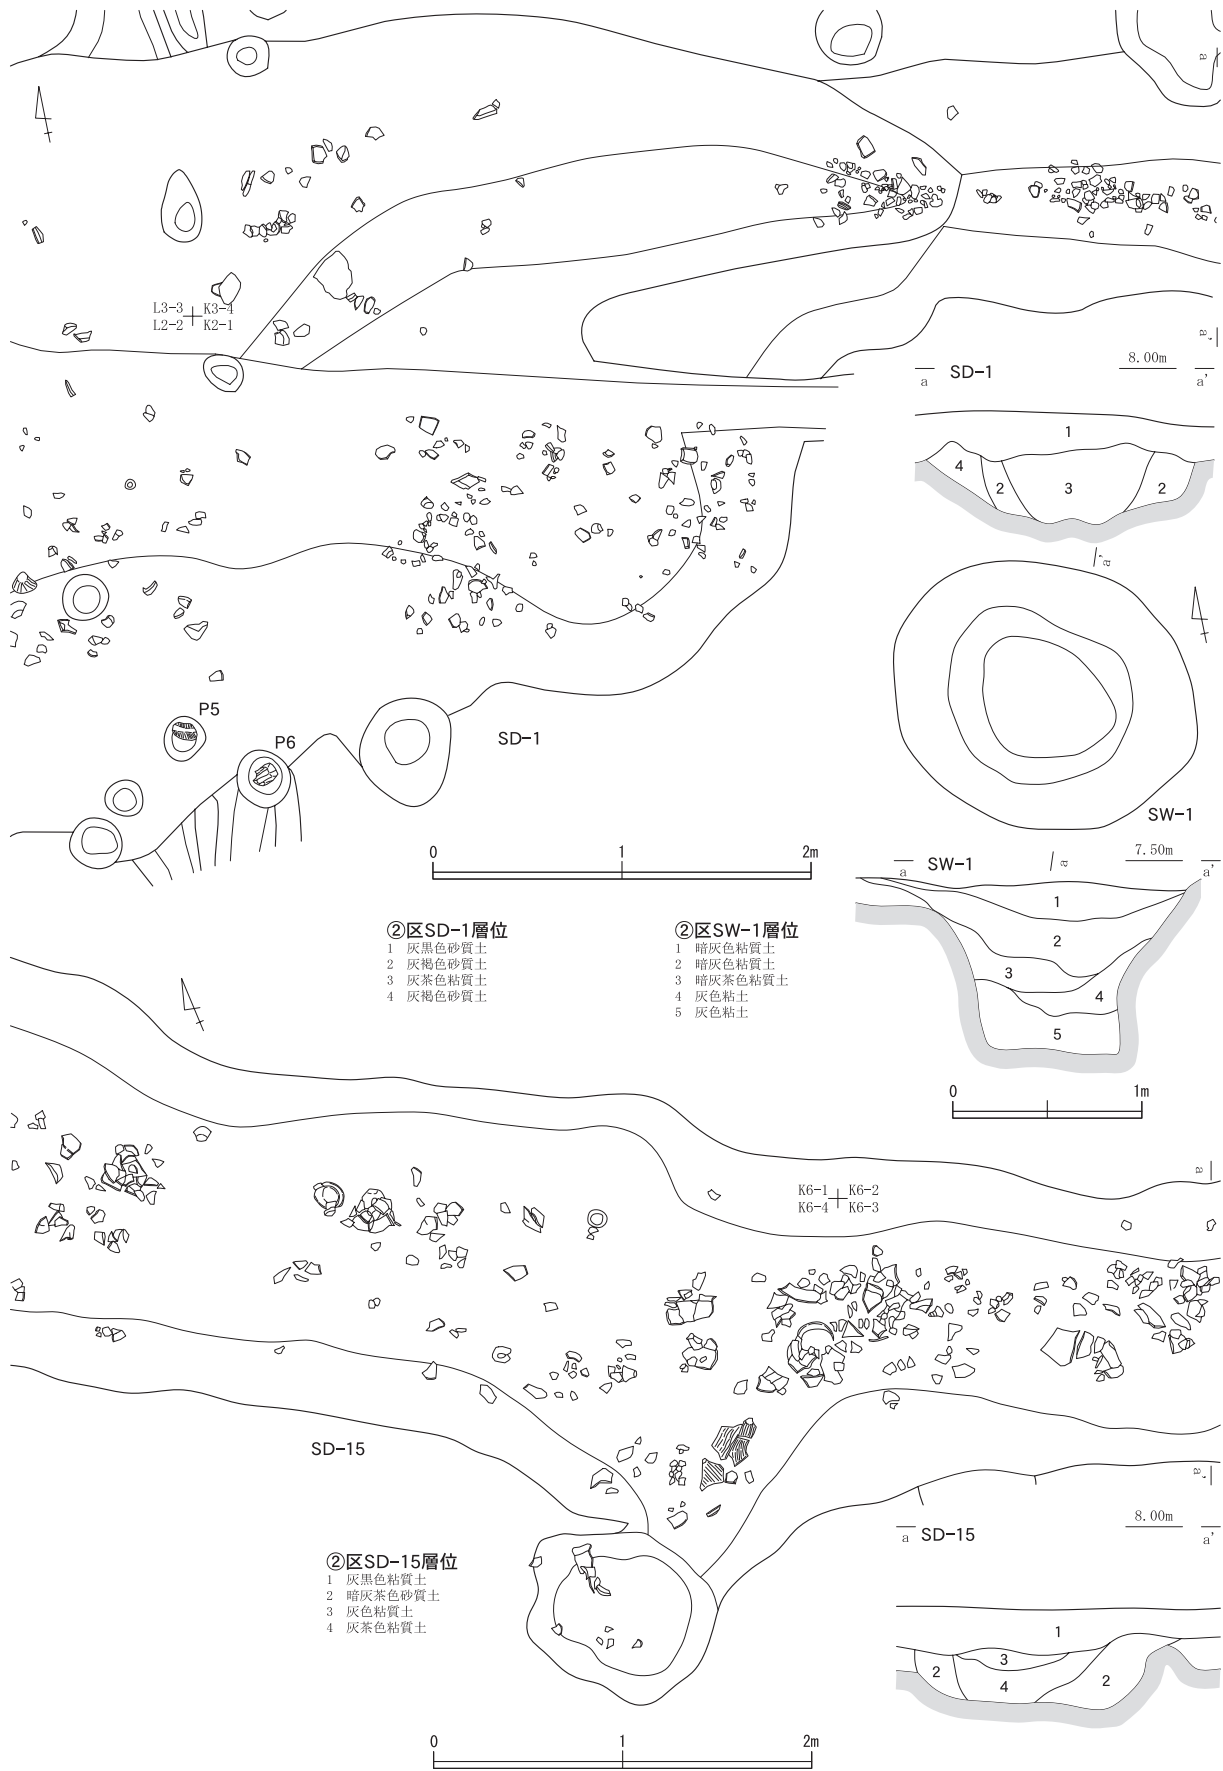 a
L3-3 K3-4
L2-2 K2-1
a'
8.00m
a SD-1 a'
1
4 2 3 2
a'
P5
P6
SD-1
SW-1
a
7.50m
a SW-1 a'
1
2
3
4
5
0 1 2m
②区SD-1層位
1 灰黒色砂質土
2 灰褐色砂質土
3 灰茶色粘質土
4 灰褐色砂質土
②区SW-1層位
1 暗灰色粘質土
2 暗灰色粘質土
3 暗灰茶色粘質土
4 灰色粘土
5 灰色粘土
0 1m
a
K6-1 K6-2
K6-4 K6-3
SD-15
a'
8.00m
a SD-15 a'
②区SD-15層位
1 灰黒色粘質土
2 暗灰茶色砂質土
3 灰色粘質土
4 灰茶色粘質土
1
2 3 4 2
0 1 2m